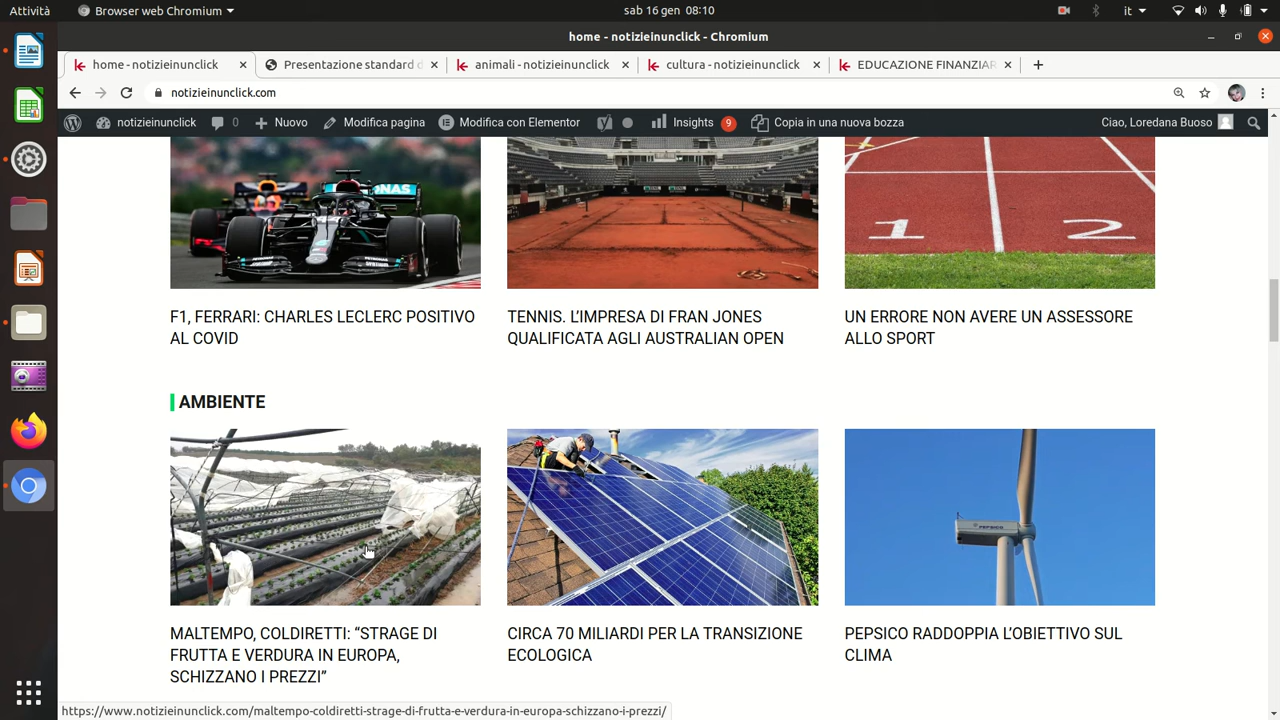 Attività
Browser web Chromium
sab 16 gen 08:10
it
home - notizieinunclick - Chromium
home - notizieinunclick
Presentazione standard d
animali - notizieinunclick
cultura - notizieinunclick
EDUCAZIONE FINANZIAR
notizieinunclick.com
notizieinunclick
0
Nuovo
Modifica pagina
Modifica con Elementor
Insights 9
Copia in una nuova bozza
Ciao, Loredana Buoso
1
2
F1, FERRARI: CHARLES LECLERC POSITIVO
AL COVID
TENNIS. L’IMPRESA DI FRAN JONES
QUALIFICATA AGLI AUSTRALIAN OPEN
UN ERRORE NON AVERE UN ASSESSORE
ALLO SPORT
AMBIENTE
PEPSICO
MALTEMPO, COLDIRETTI: “STRAGE DI
FRUTTA E VERDURA IN EUROPA,
SCHIZZANO I PREZZI”
CIRCA 70 MILIARDI PER LA TRANSIZIONE
ECOLOGICA
PEPSICO RADDOPPIA L’OBIETTIVO SUL
CLIMA
https://www.notizieinunclick.com/maltempo-coldiretti-strage-di-frutta-e-verdura-in-europa-schizzano-i-prezzi/